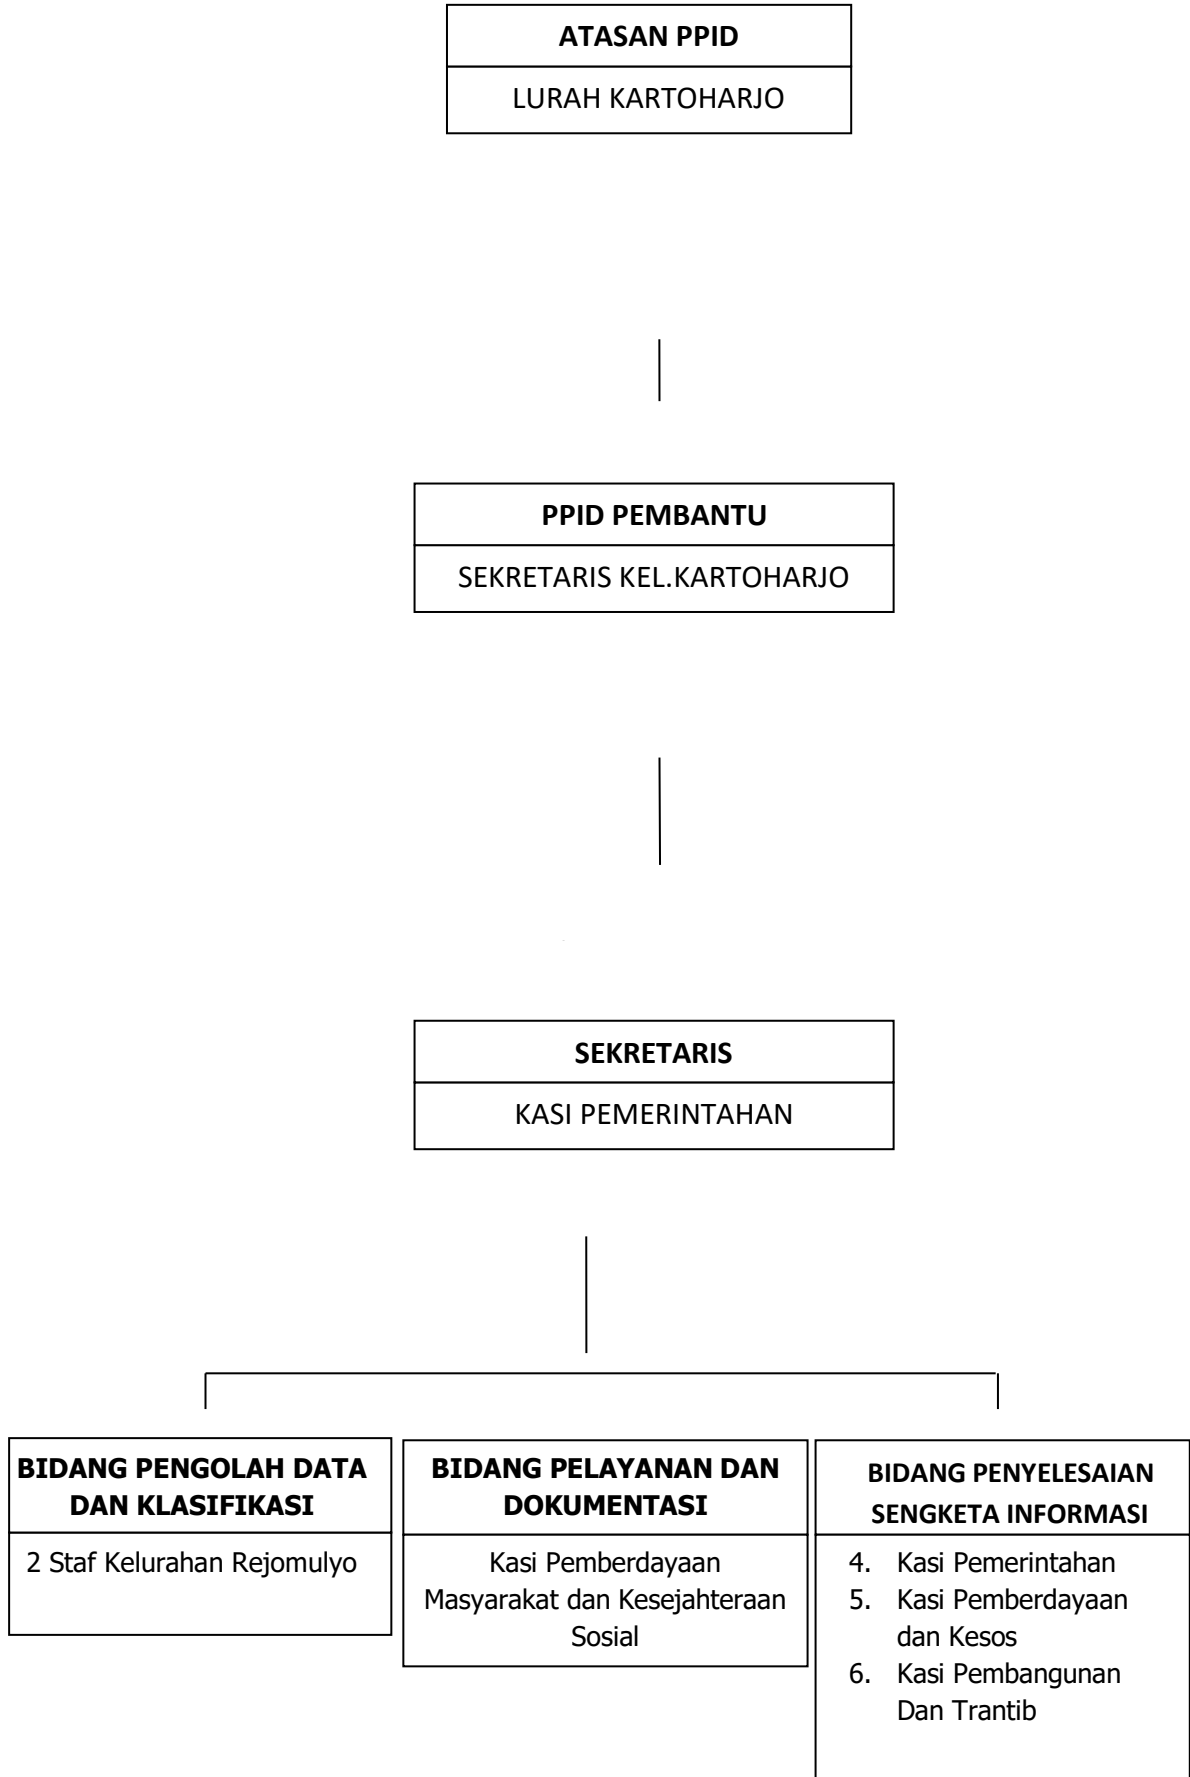 ATASAN PPID
LURAH KARTOHARJO
PPID PEMBANTU
SEKRETARIS KEL.KARTOHARJO
SEKRETARIS
KASI PEMERINTAHAN
BIDANG PENGOLAH DATA
DAN KLASIFIKASI
2 Staf Kelurahan Rejomulyo
BIDANG PELAYANAN DAN
DOKUMENTASI
Kasi Pemberdayaan
Masyarakat dan Kesejahteraan
Sosial
BIDANG PENYELESAIAN
SENGKETA INFORMASI
4. Kasi Pemerintahan
5. Kasi Pemberdayaan
dan Kesos
6. Kasi Pembangunan
Dan Trantib